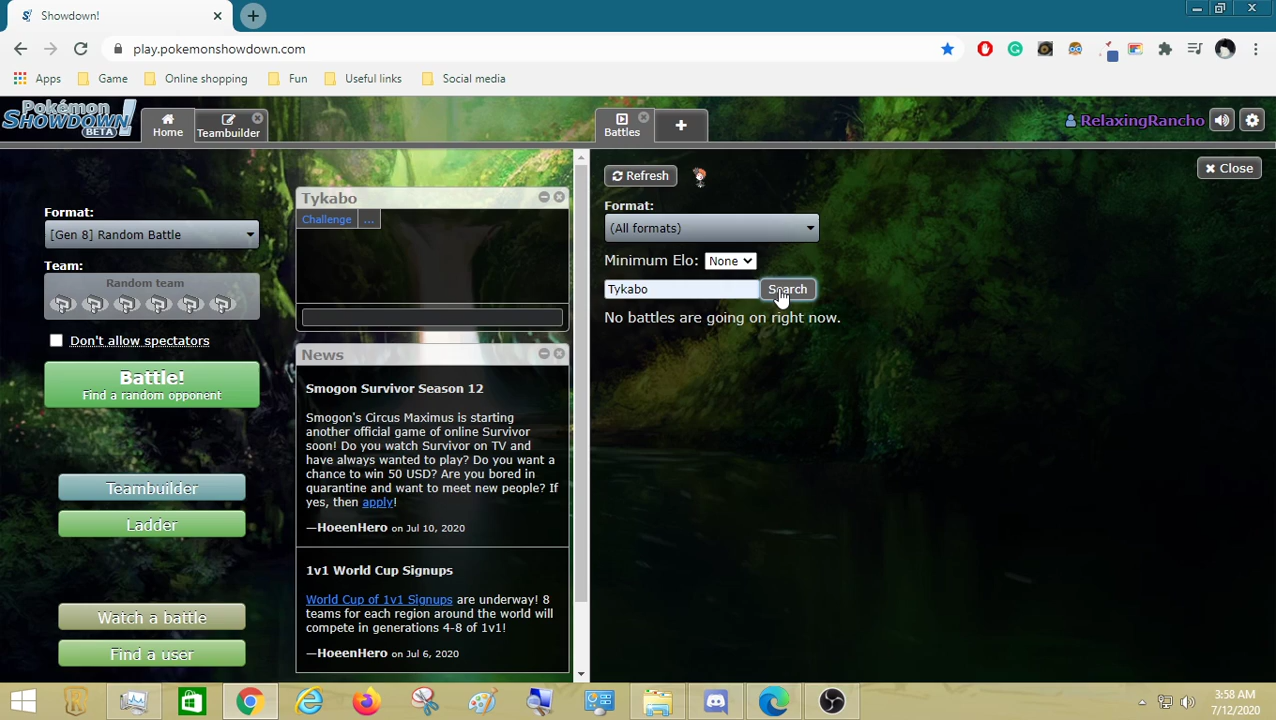 Showdown!
play.pokemonshowdown.com
Apps
Game
Online shopping
Fun
Useful links
Social media
Pokémon
SHOWDOWN!
BETA
Home
Teambuilder
Battles
RelaxingRancho
Format:
[Gen 8] Random Battle
Team:
Random team
Don't allow spectators
Battle!
Find a random opponent
Teambuilder
Ladder
Watch a battle
Find a user
Tykabo
Challenge
...
News
Smogon Survivor Season 12
Smogon's Circus Maximus is starting
another official game of online Survivor
soon! Do you watch Survivor on TV and
have always wanted to play? Do you want a
chance to win 50 USD? Are you bored in
quarantine and want to meet new people? If
yes, then apply!
—HoeenHero on Jul 10, 2020
1v1 World Cup Signups
World Cup of 1v1 Signups are underway! 8
teams for each region around the world will
compete in generations 4-8 of 1v1!
—HoeenHero on Jul 6, 2020
Refresh
Close
Format:
(All formats)
Minimum Elo: None
Tykabo
Search
No battles are going on right now.
3:58 AM
7/12/2020